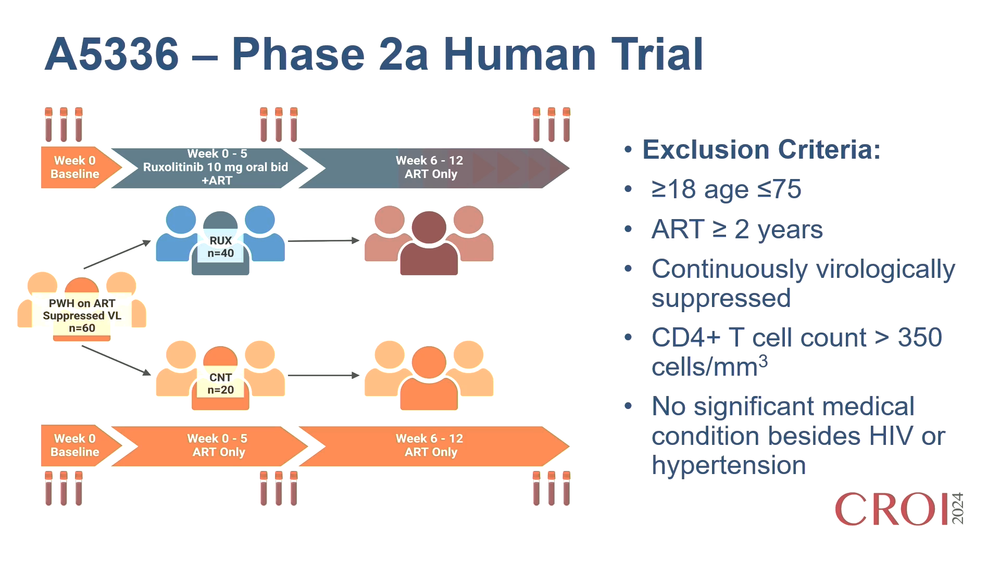 A5336 – Phase 2a Human Trial
Week 0
Baseline
Week 0 - 5
Ruxolitinib 10 mg oral bid
+ART
Week 6 - 12
ART Only
RUX
n=40
PWH on ART
Suppressed VL
n=60
CNT
n=20
Week 0
Baseline
Week 0 - 5
ART Only
Week 6 - 12
ART Only
• Exclusion Criteria:
• ≥18 age ≤75
• ART ≥ 2 years
• Continuously virologically
suppressed
• CD4+ T cell count > 350
cells/mm³
• No significant medical
condition besides HIV or
hypertension
CROI 2024